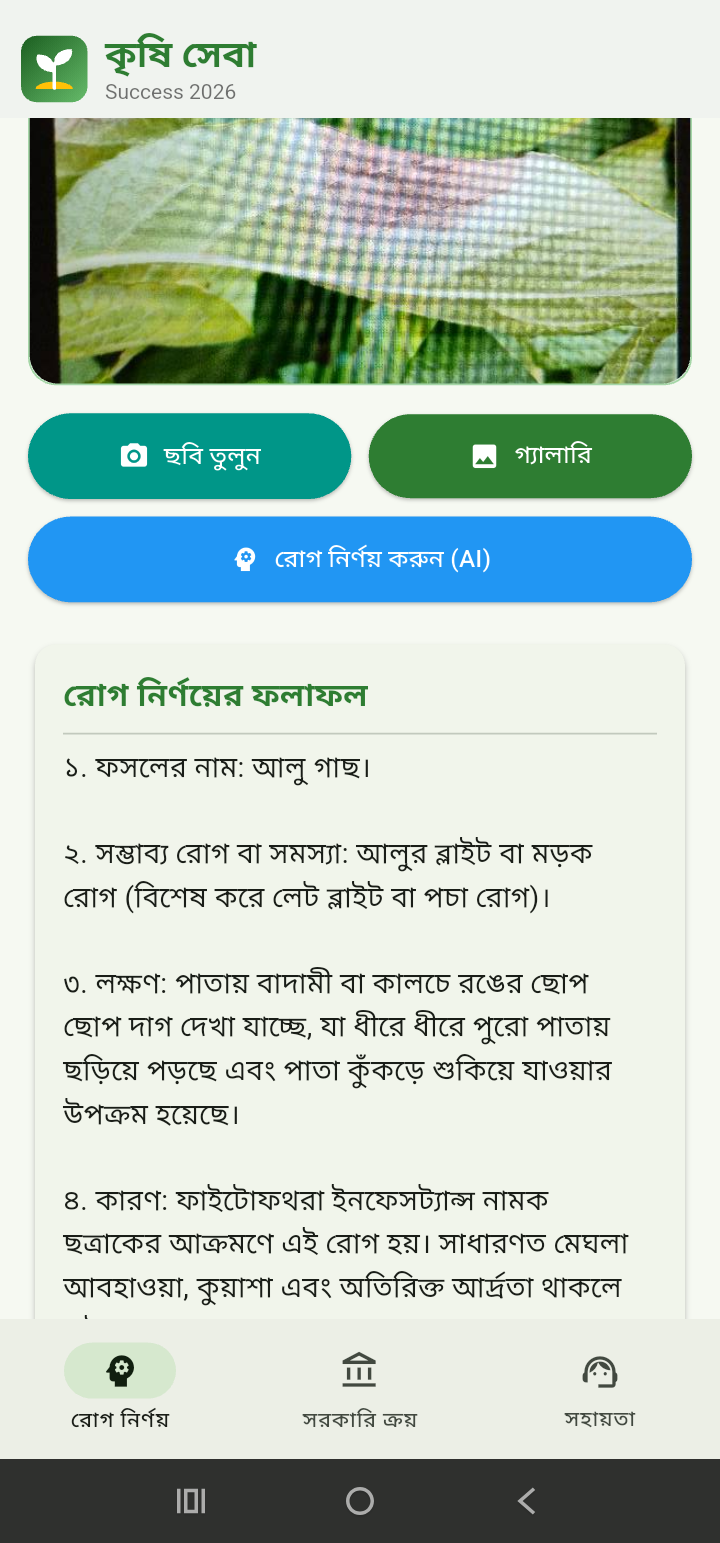 কৃষি সেবা
Success 2026
ছবি তুলুন
গ্যালারি
রোগ নির্ণয় করুন (AI)
রোগ নির্ণয়ের ফলাফল
১. ফসলের নাম: আলু গাছ।
২. সম্ভাব্য রোগ বা সমস্যা: আলুর ব্লাইট বা মড়ক
রোগ (বিশেষ করে লেট ব্লাইট বা পচা রোগ)।
৩. লক্ষণ: পাতায় বাদামী বা কালচে রঙের ছোপ
ছোপ দাগ দেখা যাচ্ছে, যা ধীরে ধীরে পুরো পাতায়
ছড়িয়ে পড়ছে এবং পাতা কুঁকড়ে শুকিয়ে যাওয়ার
উপক্রম হয়েছে।
৪. কারণ: ফাইটোফথরা ইনফেসট্যান্স নামক
ছত্রাকের আক্রমণে এই রোগ হয়। সাধারণত মেঘলা
আবহাওয়া, কুয়াশা এবং অতিরিক্ত আর্দ্রতা থাকলে
রোগ নির্ণয়
সরকারি ক্রয়
সহায়তা